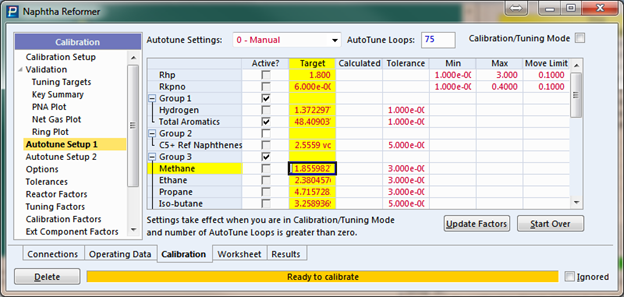 Naphtha Reformer
Calibration
Calibration Setup
Validation
Tuning Targets
Key Summary
PNA Plot
Net Gas Plot
Ring Plot
Autotune Setup 1
Autotune Setup 2
Options
Tolerances
Reactor Factors
Tuning Factors
Calibration Factors
Ext Component Factors
Autotune Settings: 0 - Manual AutoTune Loops: 75 Calibration/Tuning Mode
Active? Target Calculated Tolerance Min Max Move Limit
Rhp 1.800 1.000e-00 3.000 0.1000
Rkpno 6.000e-00 1.000e-00 0.4000 0.1000
Group 1
Hydrogen 1.372297 1.000e-00
Total Aromatics 48.40903 1.000e-00
Group 2
C5+ Ref Naphthenes 2.5559 vc 5.000e-00
Group 3
Methane 1.855982 3.000e-00
Ethane 2.380457 3.000e-00
Propane 4.715728 3.000e-00
Iso-butane 3.258936 5.000e-00
Settings take effect when you are in Calibration/Tuning Mode
and number of AutoTune Loops is greater than zero.
Update Factors Start Over
Connections Operating Data Calibration Worksheet Results
Delete Ready to calibrate Ignored